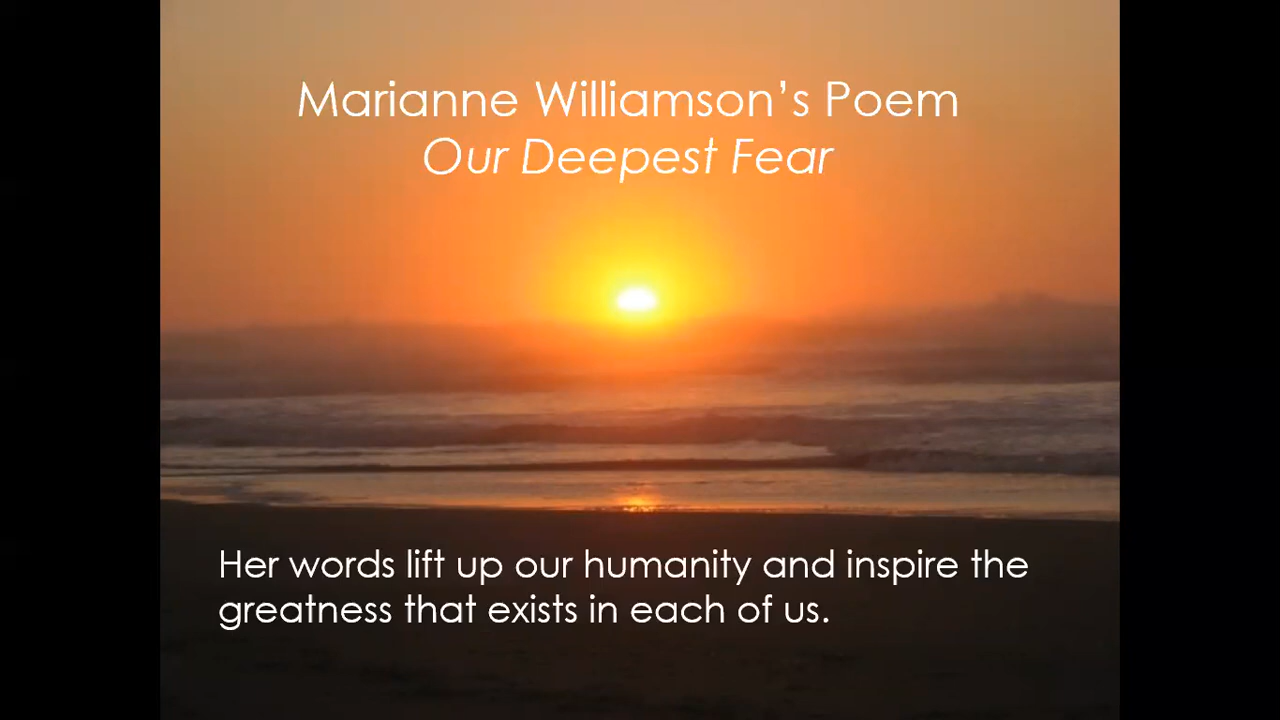 Marianne Williamson’s Poem
Our Deepest Fear
Her words lift up our humanity and inspire the
greatness that exists in each of us.